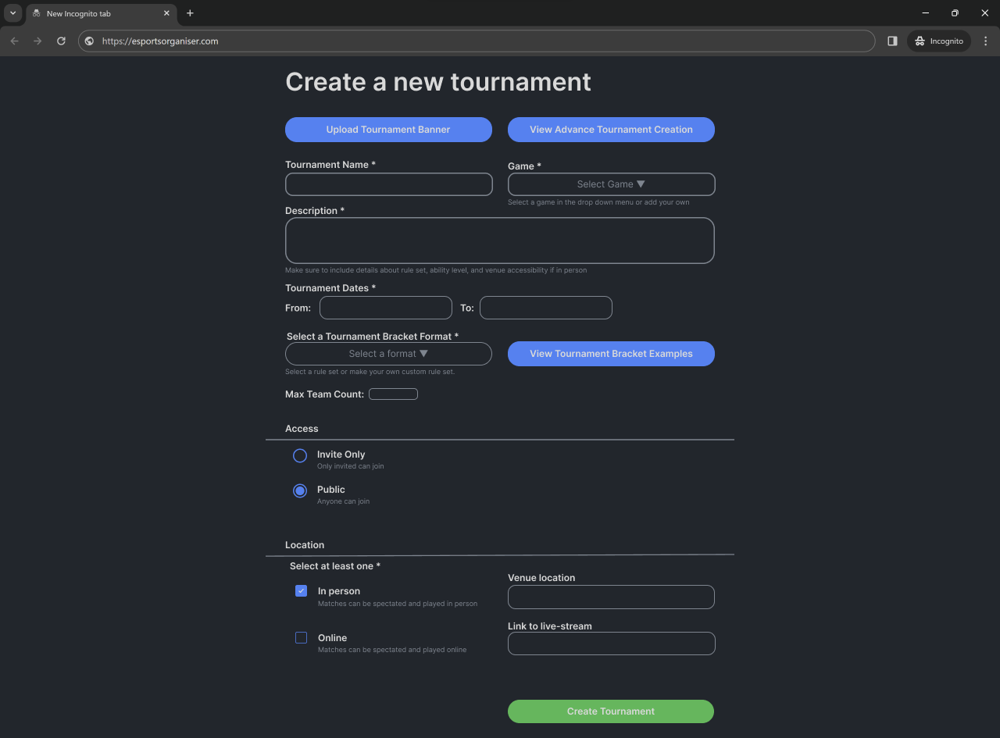 New Incognito tab
https://esportsorganiser.com
Incognito
Create a new tournament
Upload Tournament Banner
View Advance Tournament Creation
Tournament Name *
Game *
Select Game ▼
Select a game in the drop down menu or add your own
Description *
Make sure to include details about rule set, ability level, and venue accessibility if in person
Tournament Dates *
From:
To:
Select a Tournament Bracket Format *
Select a format ▼
View Tournament Bracket Examples
Select a rule set or make your own custom rule set.
Max Team Count:
Access
Invite Only
Only invited can join
Public
Anyone can join
Location
Select at least one *
In person
Matches can be spectated and played in person
Venue location
Online
Matches can be spectated and played online
Link to live-stream
Create Tournament